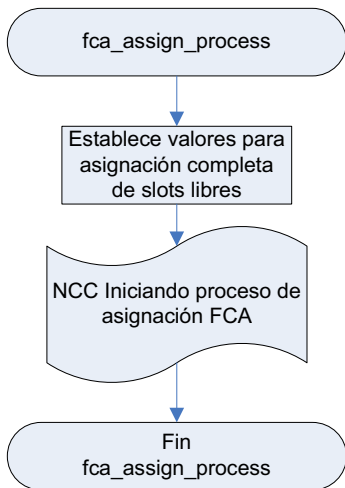 fca_assign_process
Establece valores para
asignación completa
de slots libres
NCC Iniciando proceso de
asignación FCA
Fin
fca_assign_process